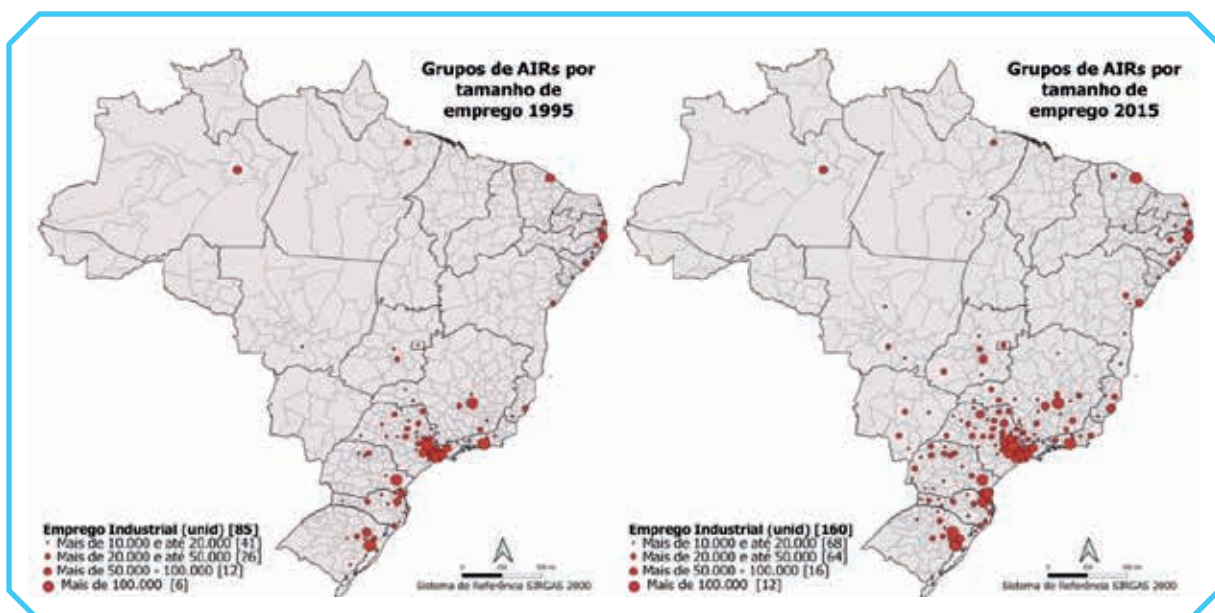 Grupos de AIRs por
tamanho de
emprego 1995
Emprego Industrial (unid) [85]
Mais de 10.000 e até 20.000 [41]
Mais de 20.000 e até 50.000 [26]
Mais de 50.000 - 100.000 [12]
Mais de 100.000 [6]
Sistema de Referência SIRGAS 2000
Grupos de AIRs por
tamanho de
emprego 2015
Emprego Industrial (unid) [160]
Mais de 10.000 e até 20.000 [68]
Mais de 20.000 e até 50.000 [64]
Mais de 50.000 - 100.000 [16]
Mais de 100.000 [12]
Sistema de Referência SIRGAS 2000